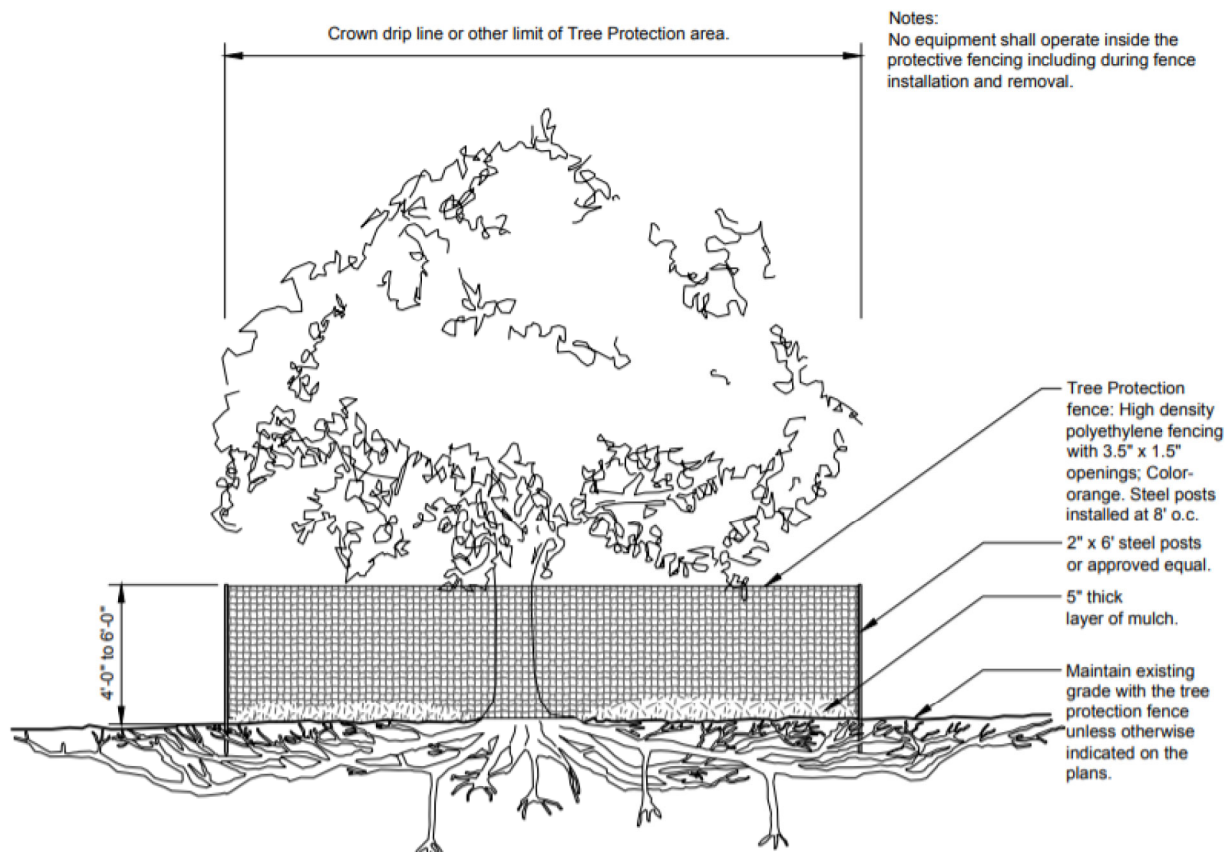 Crown drip line or other limit of Tree Protection area.
Notes:
No equipment shall operate inside the
protective fencing including during fence
installation and removal.
Tree Protection
fence: High density
polyethylene fencing
with 3.5" x 1.5"
openings; Color-
orange. Steel posts
installed at 8' o.c.
2" x 6' steel posts
or approved equal.
5" thick
layer of mulch.
4'-0" to 6'-0"
Maintain existing
grade with the tree
protection fence
unless otherwise
indicated on the
plans.